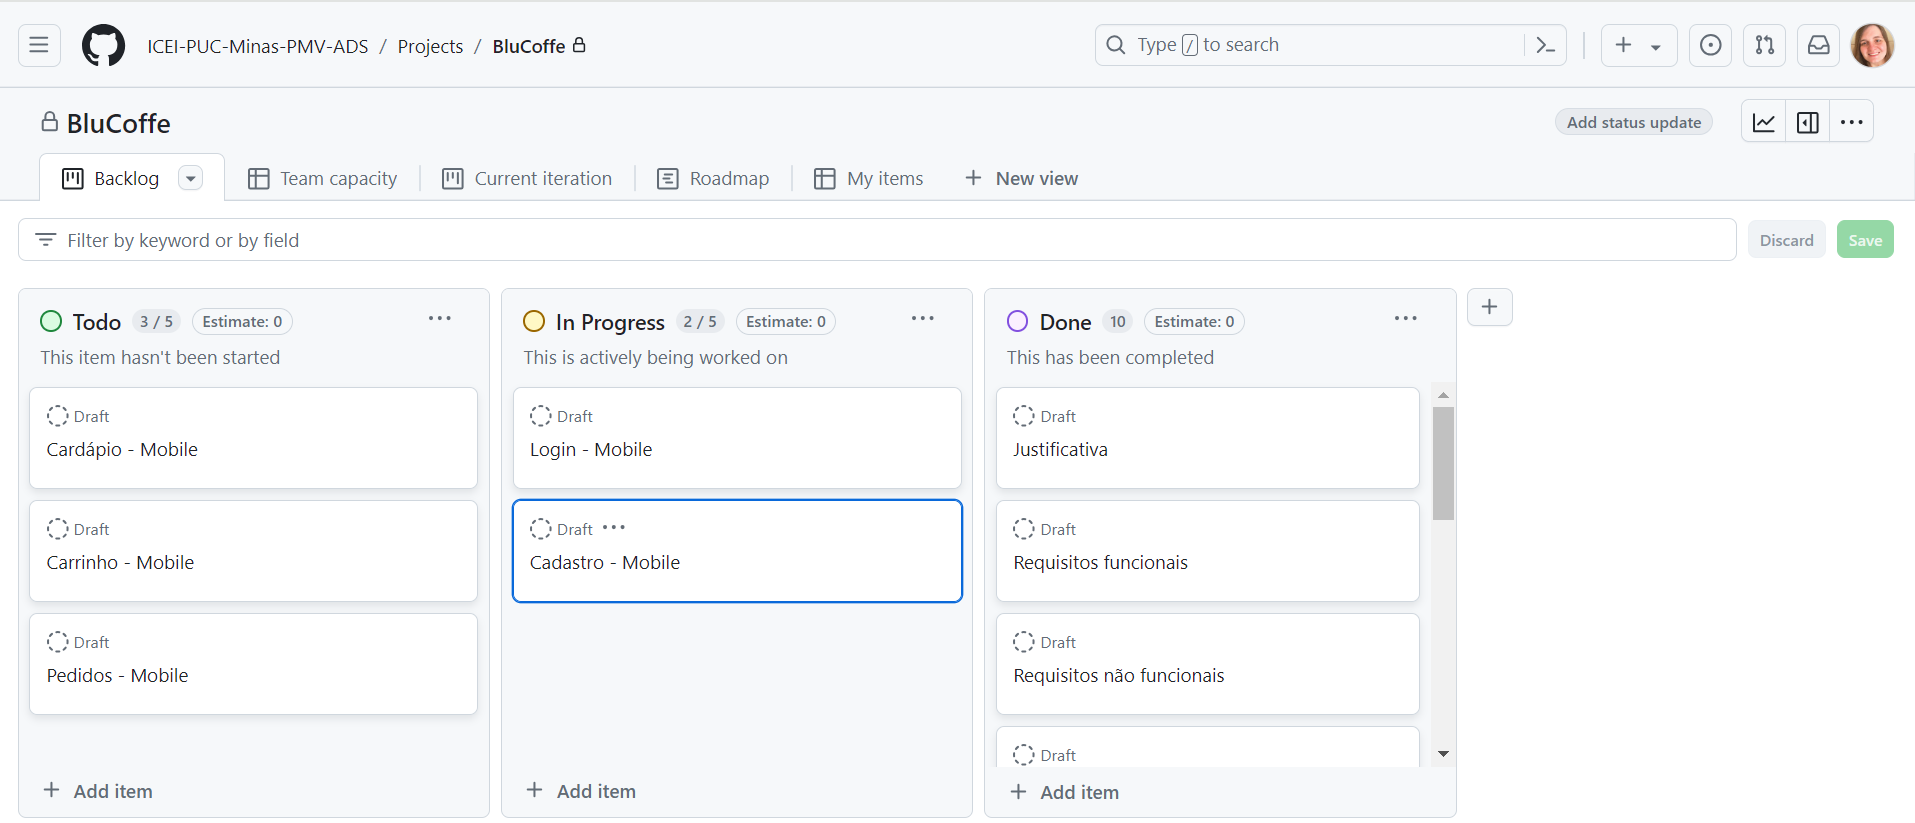 ICEI-PUC-Minas-PMV-ADS / Projects / BluCoffe
Type / to search
BluCoffe
Add status update
Backlog
Team capacity
Current iteration
Roadmap
My items
New view
Filter by keyword or by field
Discard
Save
Todo 3 / 5 Estimate: 0
This item hasn't been started
Draft
Cardápio - Mobile
Draft
Carrinho - Mobile
Draft
Pedidos - Mobile
Add item
In Progress 2 / 5 Estimate: 0
This is actively being worked on
Draft
Login - Mobile
Draft
Cadastro - Mobile
Add item
Done 10 Estimate: 0
This has been completed
Draft
Justificativa
Draft
Requisitos funcionais
Draft
Requisitos não funcionais
Draft
Add item